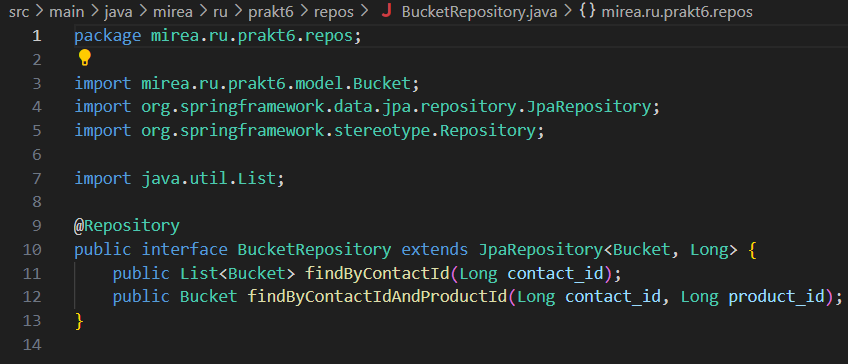 src > main > java > mirea > ru > prakt6 > repos > J BucketRepository.java > {} mirea.ru.prakt6.repos
1 package mirea.ru.prakt6.repos;
2
3 import mirea.ru.prakt6.model.Bucket;
4 import org.springframework.data.jpa.repository.JpaRepository;
5 import org.springframework.stereotype.Repository;
6
7 import java.util.List;
8
9 @Repository
10 public interface BucketRepository extends JpaRepository<Bucket, Long> {
11     public List<Bucket> findByContactId(Long contact_id);
12     public Bucket findByContactIdAndProductId(Long contact_id, Long product_id);
13 }
14